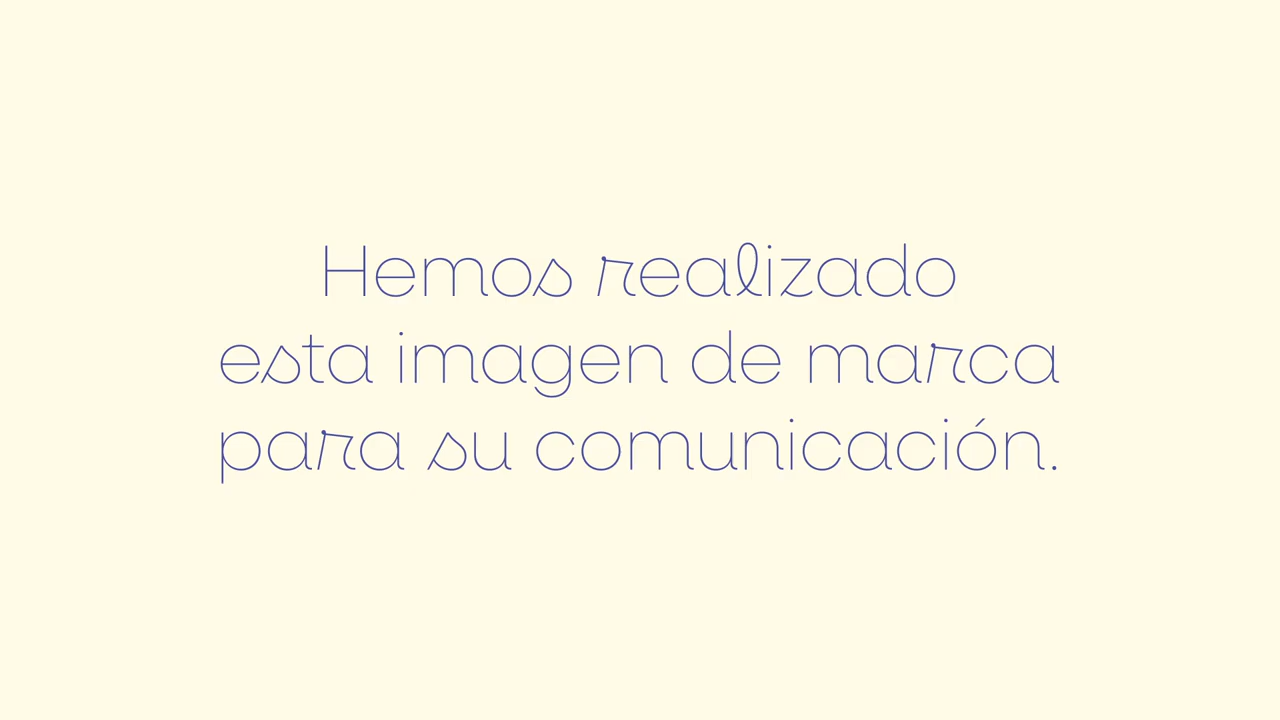 Hemos realizado
esta imagen de marca
para su comunicación.